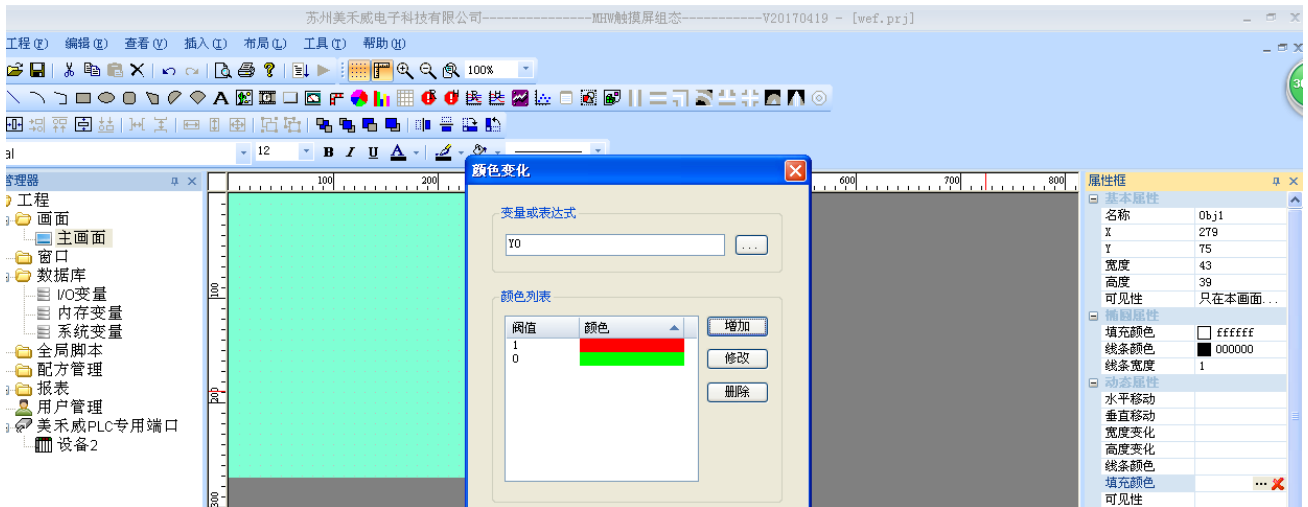 苏州美禾威电子科技有限公司---------------MHW触摸屏组态-----------V20170419 - [wef.prj]
工程(F) 编辑(E) 查看(V) 插入(I) 布局(L) 工具(T) 帮助(H)
100%
al 12 B I U A
管理器
工程
画面
主画面
窗口
数据库
I/O变量
内存变量
系统变量
全局脚本
配方管理
报表
用户管理
美禾威PLC专用端口
设备2
100 200 600 700 800
100
200
300
颜色变化
变量或表达式
Y0 ...
颜色列表
阀值 颜色
1
0
增加
修改
删除
属性框
基本属性
名称 Obj1
X 279
Y 75
宽度 43
高度 39
可见性 只在本画面...
椭圆属性
填充颜色 ffffff
线条颜色 000000
线条宽度 1
动态属性
水平移动
垂直移动
宽度变化
高度变化
线条颜色
填充颜色 ...
可见性